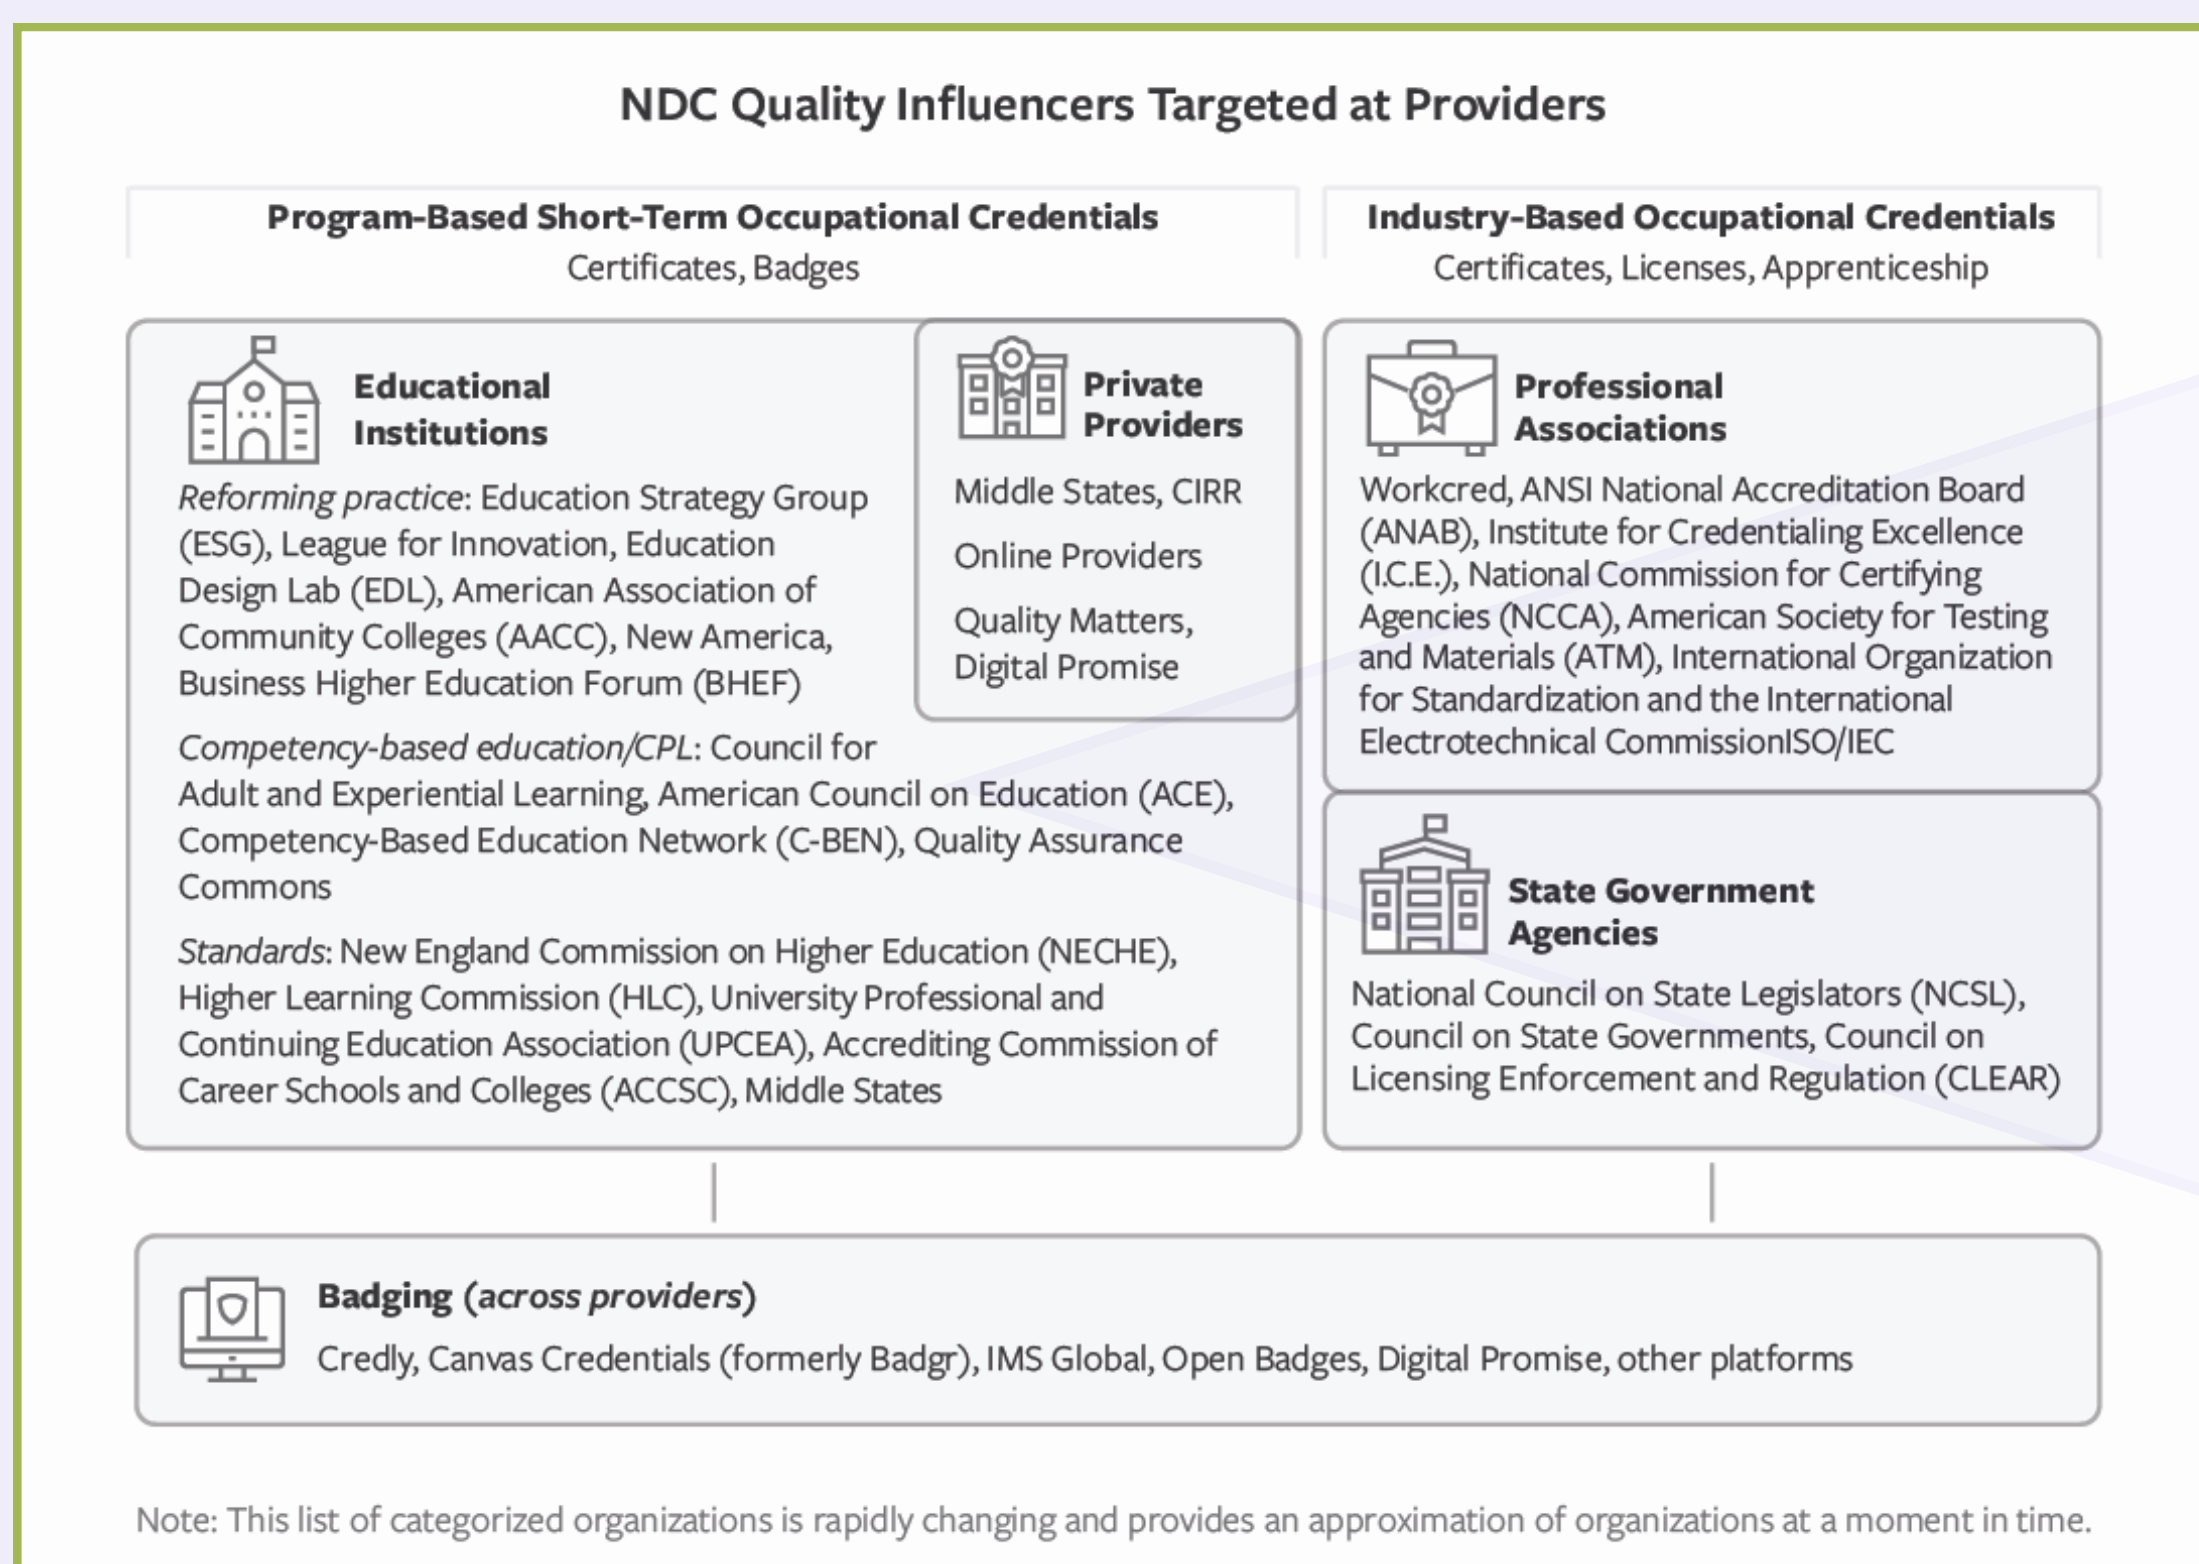 NDC Quality Influencers Targeted at Providers
Program-Based Short-Term Occupational Credentials
Certificates, Badges
Industry-Based Occupational Credentials
Certificates, Licenses, Apprenticeship
Educational
Institutions
Reforming practice: Education Strategy Group
(ESG), League for Innovation, Education
Design Lab (EDL), American Association of
Community Colleges (AACC), New America,
Business Higher Education Forum (BHEF)
Competency-based education/CPL: Council for
Adult and Experiential Learning, American Council on Education (ACE),
Competency-Based Education Network (C-BEN), Quality Assurance
Commons
Standards: New England Commission on Higher Education (NECHE),
Higher Learning Commission (HLC), University Professional and
Continuing Education Association (UPCEA), Accrediting Commission of
Career Schools and Colleges (ACCSC), Middle States
Private
Providers
Middle States, CIRR
Online Providers
Quality Matters,
Digital Promise
Professional
Associations
Workcred, ANSI National Accreditation Board
(ANAB), Institute for Credentialing Excellence
(I.C.E.), National Commission for Certifying
Agencies (NCCA), American Society for Testing
and Materials (ATM), International Organization
for Standardization and the International
Electrotechnical CommissionISO/IEC
State Government
Agencies
National Council on State Legislators (NCSL),
Council on State Governments, Council on
Licensing Enforcement and Regulation (CLEAR)
Badging (across providers)
Credly, Canvas Credentials (formerly Badgr), IMS Global, Open Badges, Digital Promise, other platforms
Note: This list of categorized organizations is rapidly changing and provides an approximation of organizations at a moment in time.